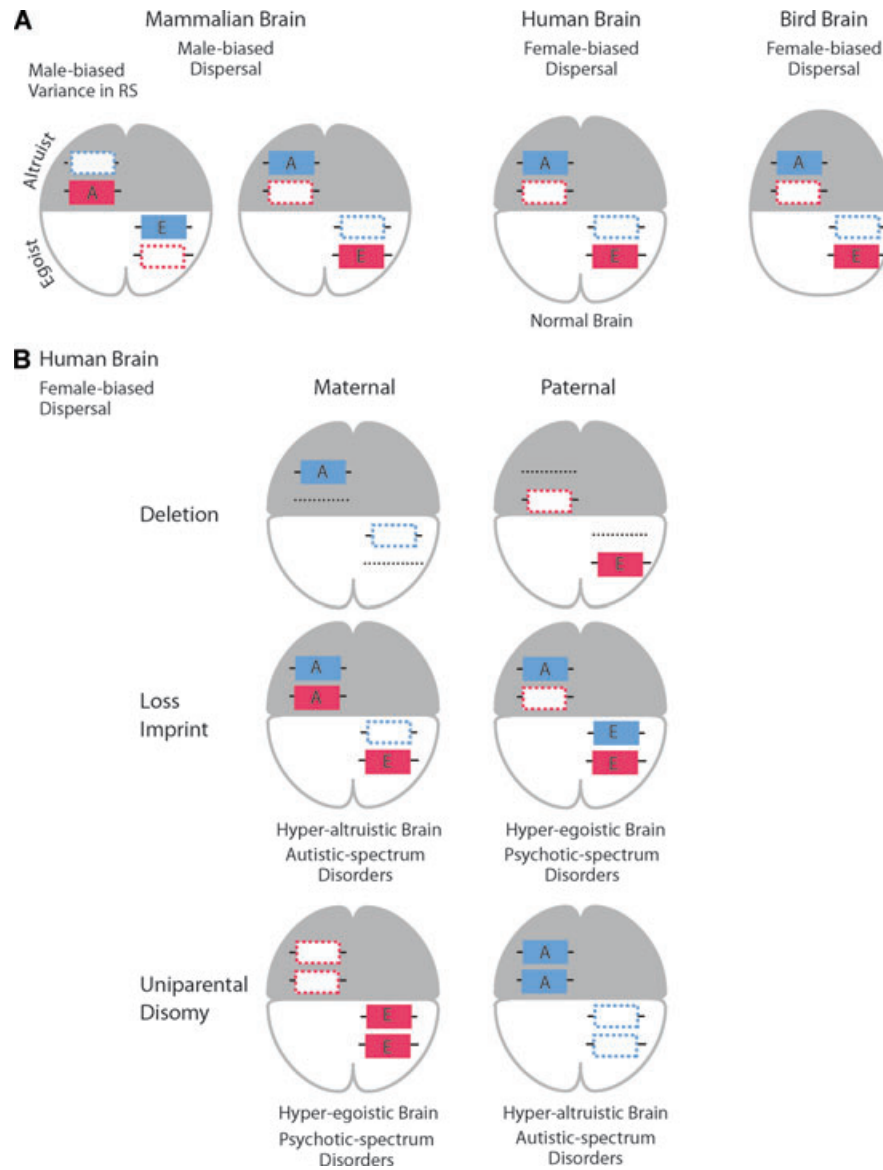 A
Mammalian Brain
Male-biased
Dispersal
Human Brain
Female-biased
Dispersal
Bird Brain
Female-biased
Dispersal
Male-biased
Variance in RS
Altruist
Egoist
A
E
A
E
A
E
A
E
Normal Brain
B Human Brain
Female-biased
Dispersal
Maternal
Paternal
Deletion
A
E
Loss
Imprint
A
A
E
A
E
E
Hyper-altruistic Brain
Autistic-spectrum
Disorders
Hyper-egoistic Brain
Psychotic-spectrum
Disorders
Uniparental
Disomy
E
E
A
A
Hyper-egoistic Brain
Psychotic-spectrum
Disorders
Hyper-altruistic Brain
Autistic-spectrum
Disorders